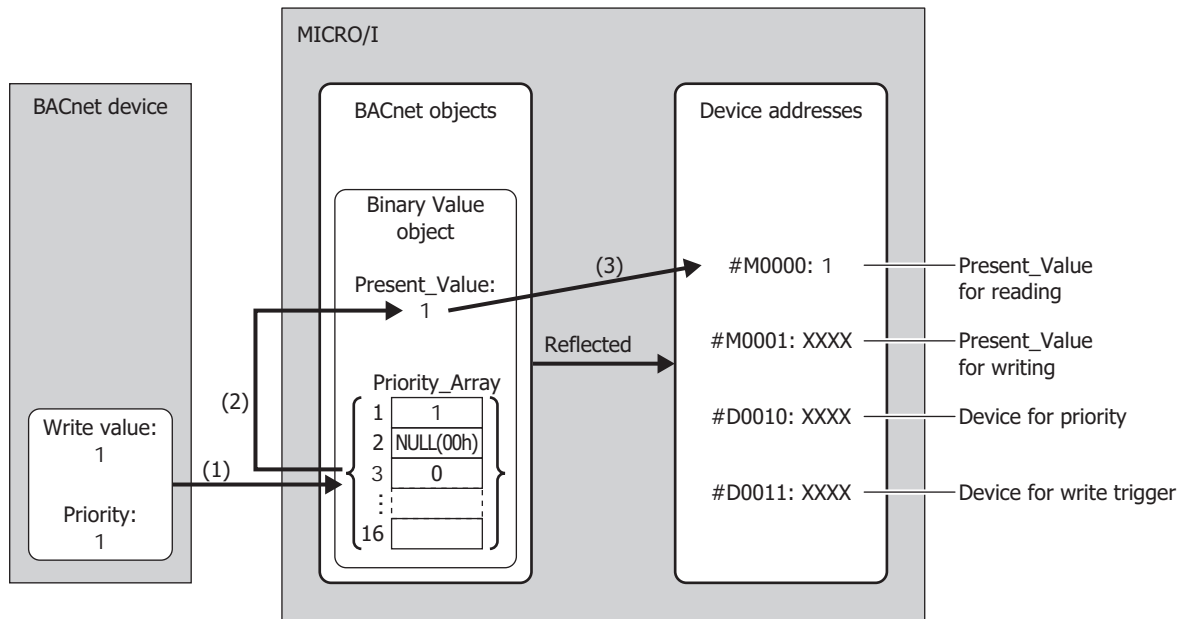 MICRO/I
BACnet device
BACnet objects
Device addresses
Binary Value
object
(3)
#M0000: 1
Present_Value
for reading
Present_Value:
1
Reflected
#M0001: XXXX
Present_Value
for writing
Priority_Array
(2)
1 1
2 NULL(00h)
3 0
:
16
#D0010: XXXX
Device for priority
Write value:
1
(1)
Priority:
1
#D0011: XXXX
Device for write trigger